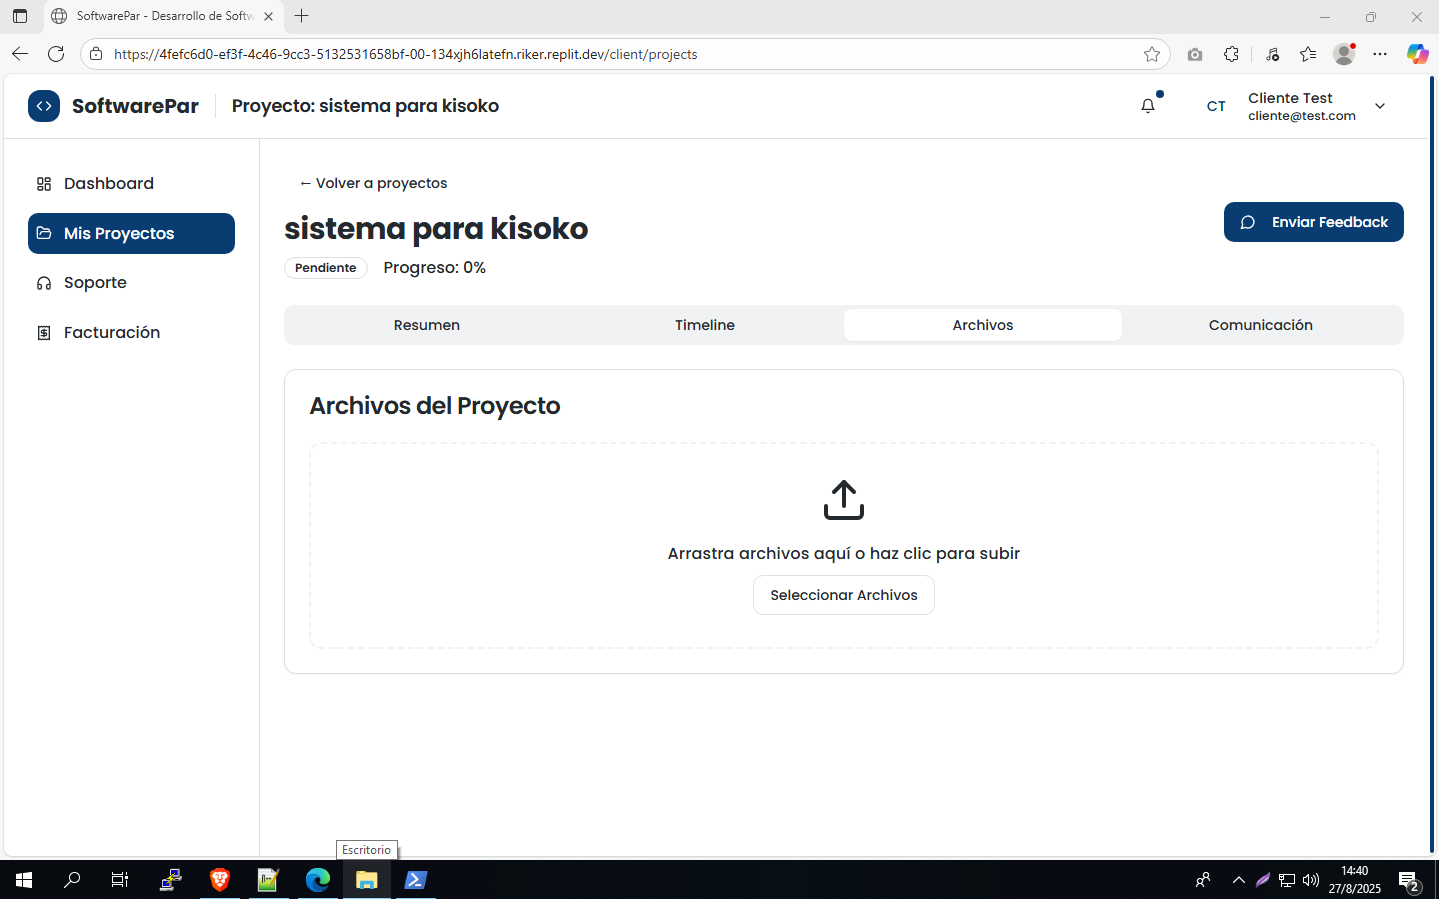 SoftwarePar - Desarrollo de Softw
https://4fefc6d0-ef3f-4c46-9cc3-5132531658bf-00-134xjh6latefn.riker.replit.dev/client/projects
SoftwarePar
Proyecto: sistema para kisoko
CT
Cliente Test
cliente@test.com
Dashboard
Mis Proyectos
Soporte
Facturación
← Volver a proyectos
sistema para kisoko
Enviar Feedback
Pendiente
Progreso: 0%
Resumen
Timeline
Archivos
Comunicación
Archivos del Proyecto
Arrastra archivos aquí o haz clic para subir
Seleccionar Archivos
Escritorio
14:40
27/8/2025
2